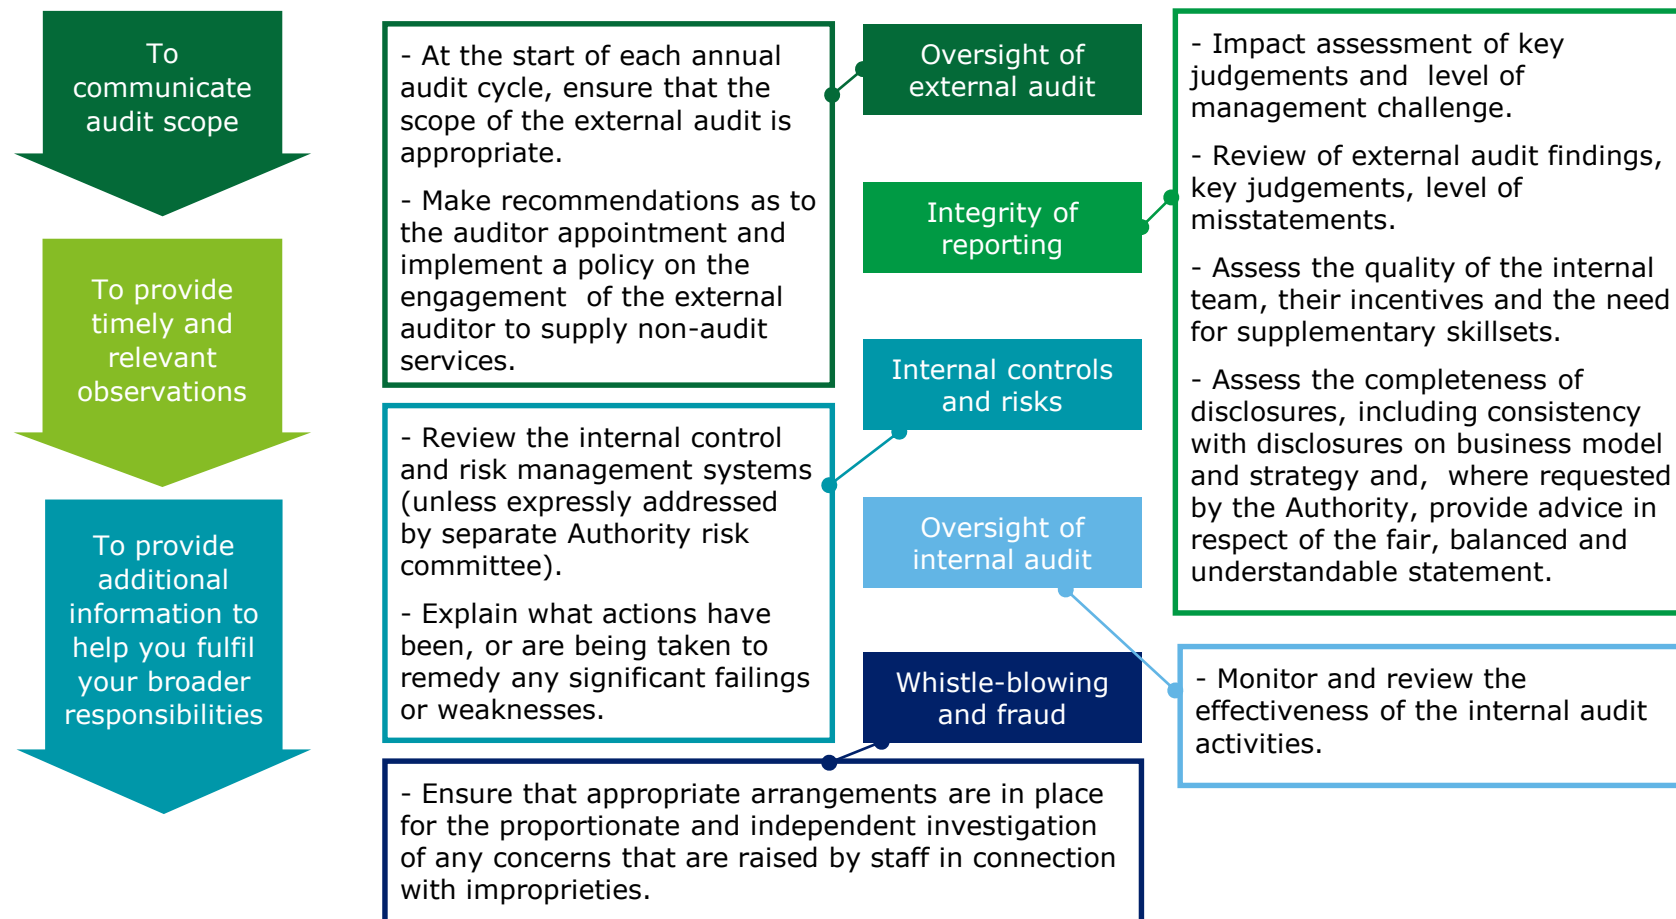 To
communicate
audit scope
To provide
timely and
relevant
observations
To provide
additional
information to
help you fulfil
your broader
responsibilities
- At the start of each annual
audit cycle, ensure that the
scope of the external audit is
appropriate.
- Make recommendations as to
the auditor appointment and
implement a policy on the
engagement of the external
auditor to supply non-audit
services.
- Review the internal control
and risk management systems
(unless expressly addressed
by separate Authority risk
committee).
- Explain what actions have
been, or are being taken to
remedy any significant failings
or weaknesses.
- Ensure that appropriate arrangements are in place
for the proportionate and independent investigation
of any concerns that are raised by staff in connection
with improprieties.
Oversight of
external audit
Integrity of
reporting
Internal controls
and risks
Oversight of
internal audit
Whistle-blowing
and fraud
- Impact assessment of key
judgements and level of
management challenge.
- Review of external audit findings,
key judgements, level of
misstatements.
- Assess the quality of the internal
team, their incentives and the need
for supplementary skillsets.
- Assess the completeness of
disclosures, including consistency
with disclosures on business model
and strategy and, where requested
by the Authority, provide advice in
respect of the fair, balanced and
understandable statement.
- Monitor and review the
effectiveness of the internal audit
activities.